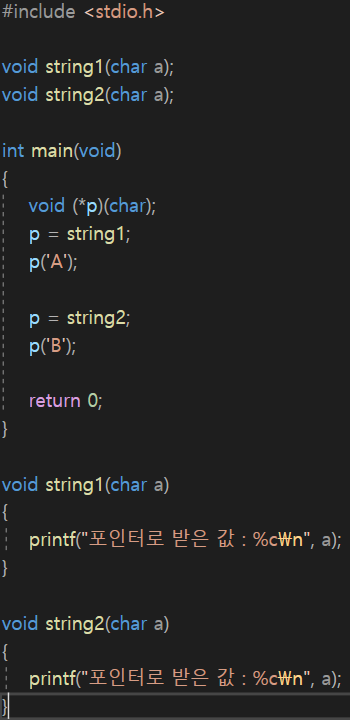 #include <stdio.h>
void string1(char a);
void string2(char a);
int main(void)
{
void (*p)(char);
p = string1;
p('A');
p = string2;
p('B');
return 0;
}
void string1(char a)
{
printf("포인터로 받은 값 : %c₩n", a);
}
void string2(char a)
{
printf("포인터로 받은 값 : %c₩n", a);
}